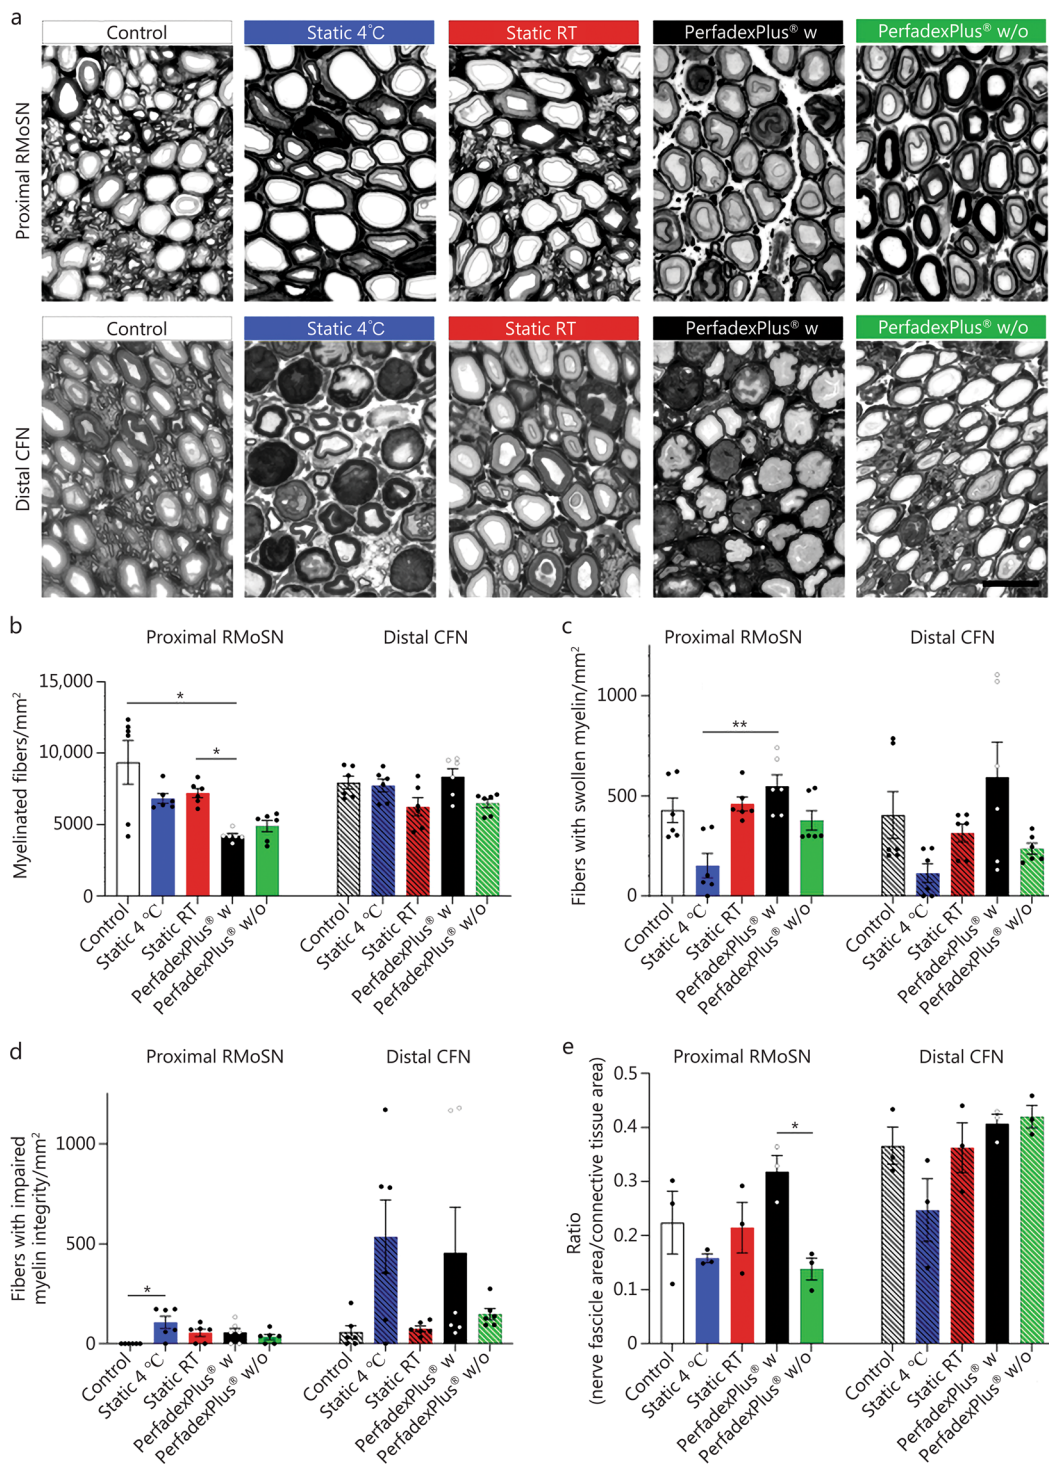 a
Control
Static 4°C
Static RT
PerfadexPlus® w
PerfadexPlus® w/o
Proximal RMoSN
Control
Static 4°C
Static RT
PerfadexPlus® w
PerfadexPlus® w/o
Distal CFN
b
Proximal RMoSN
Distal CFN
Myelinated fibers/mm²
15,000
10,000
5000
0
*
*
Control
Static 4 °C
Static RT
PerfadexPlus® w
PerfadexPlus® w/o
Control
Static 4 °C
Static RT
PerfadexPlus® w
PerfadexPlus® w/o
c
Proximal RMoSN
Distal CFN
Fibers with swollen myelin/mm²
1000
500
0
**
Control
Static 4 °C
Static RT
PerfadexPlus® w
PerfadexPlus® w/o
Control
Static 4 °C
Static RT
PerfadexPlus® w
PerfadexPlus® w/o
d
Proximal RMoSN
Distal CFN
Fibers with impaired
myelin integrity/mm²
1000
500
0
*
Control
Static 4 °C
Static RT
PerfadexPlus® w
PerfadexPlus® w/o
Control
Static 4 °C
Static RT
PerfadexPlus® w
PerfadexPlus® w/o
e
Proximal RMoSN
Distal CFN
Ratio
(nerve fascicle area/connective tissue area)
0.5
0.4
0.3
0.2
0.1
0
*
Control
Static 4 °C
Static RT
PerfadexPlus® w
PerfadexPlus® w/o
Control
Static 4 °C
Static RT
PerfadexPlus® w
PerfadexPlus® w/o